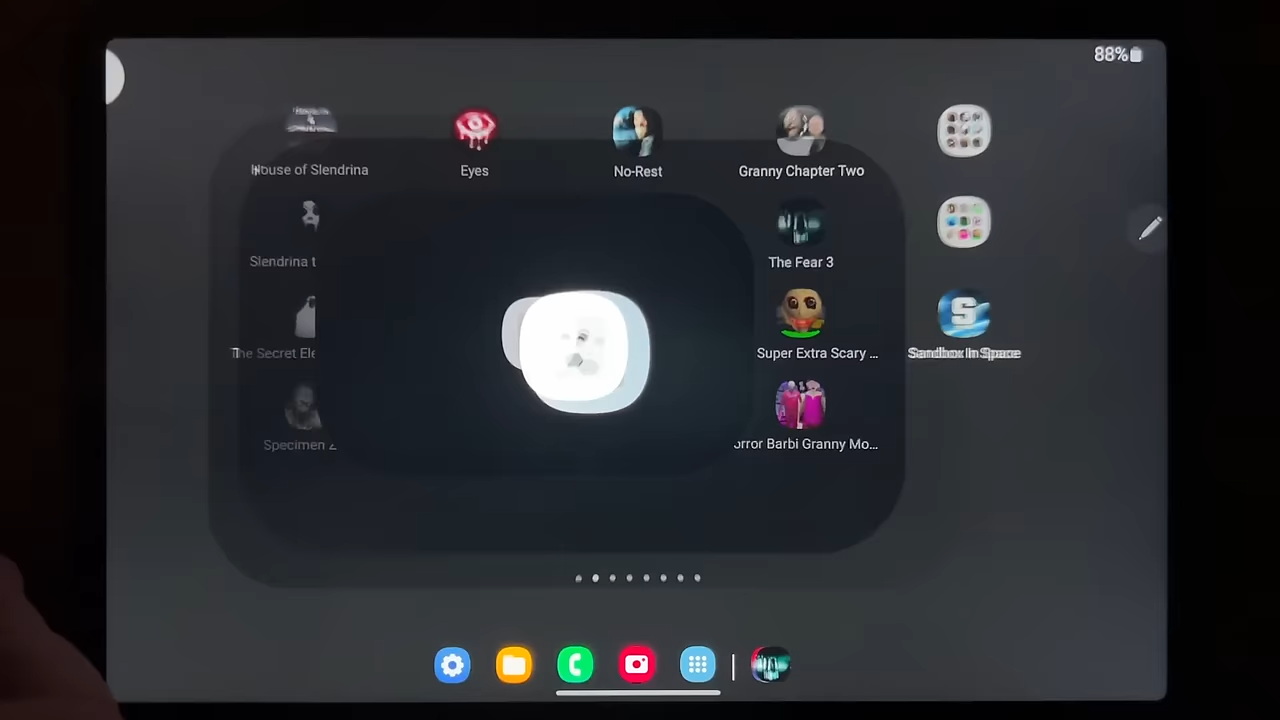 88%
House of Slendrina
Eyes
No-Rest
Granny Chapter Two
Slendrina t
The Fear 3
The Secret Ele
Super Extra Scary ...
Sandbox In Space
Specimen Z
orror Barbi Granny Mo...